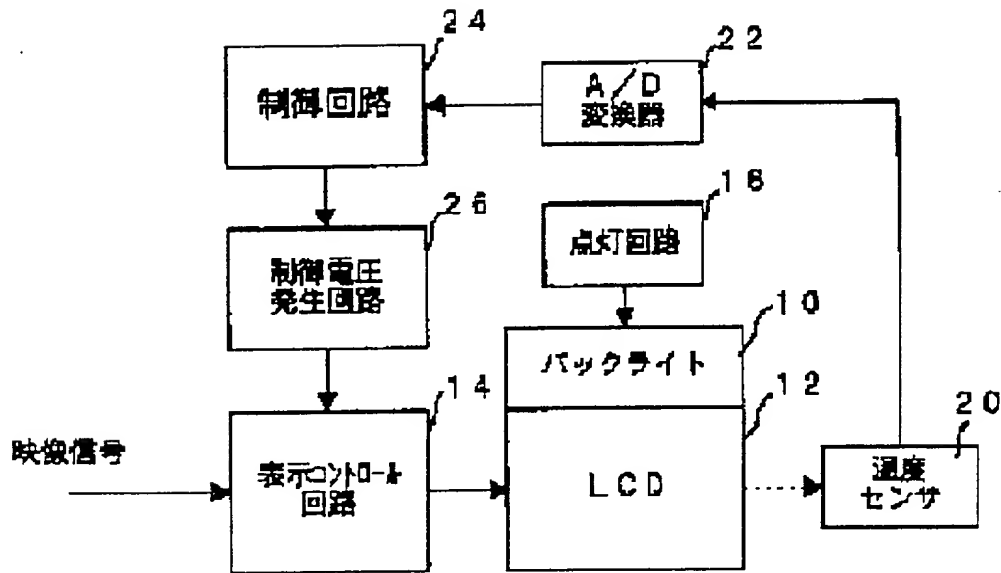 24
制御回路
22
A/D
変換器
26
制御電圧
発生回路
16
点灯回路
10
バックライト
14
12
映像信号
表示コントロール
回路
LCD
20
温度
センサ